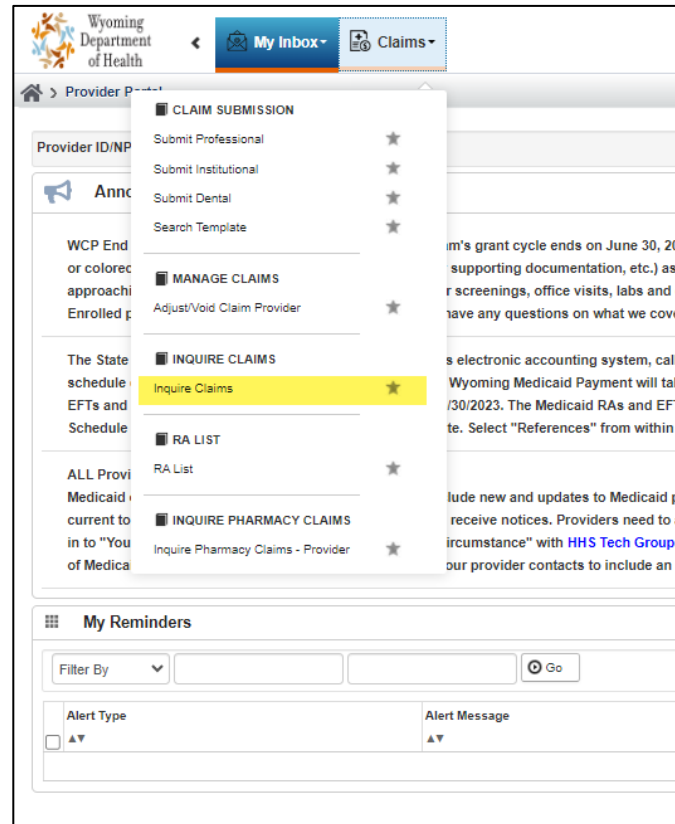 Wyoming
Department
of Health
My Inbox
Claims
> Provider
CLAIM SUBMISSION
Submit Professional
Provider ID/NP
Submit Institutional
Submit Dental
Search Template
WCP End m's grant cycle ends on June 30, 20
or colored supporting documentation, etc.) as
MANAGE CLAIMS
approachi r screenings, office visits, labs and
Adjust/Void Claim Provider
Enrolled p have any questions on what we cov
The State s electronic accounting system, cal
INQUIRE CLAIMS
schedule Wyoming Medicaid Payment will tal
Inquire Claims
EFTs and /30/2023. The Medicaid RAs and EF
Schedule te. Select "References" from within
RA LIST
RA List
ALL Provi
Medicaid lude new and updates to Medicaid p
INQUIRE PHARMACY CLAIMS
current to receive notices. Providers need to
Inquire Pharmacy Claims - Provider
in to "You ircumstance" with HHS Tech Group
of Medica our provider contacts to include an
My Reminders
Filter By
Go
Alert Type Alert Message